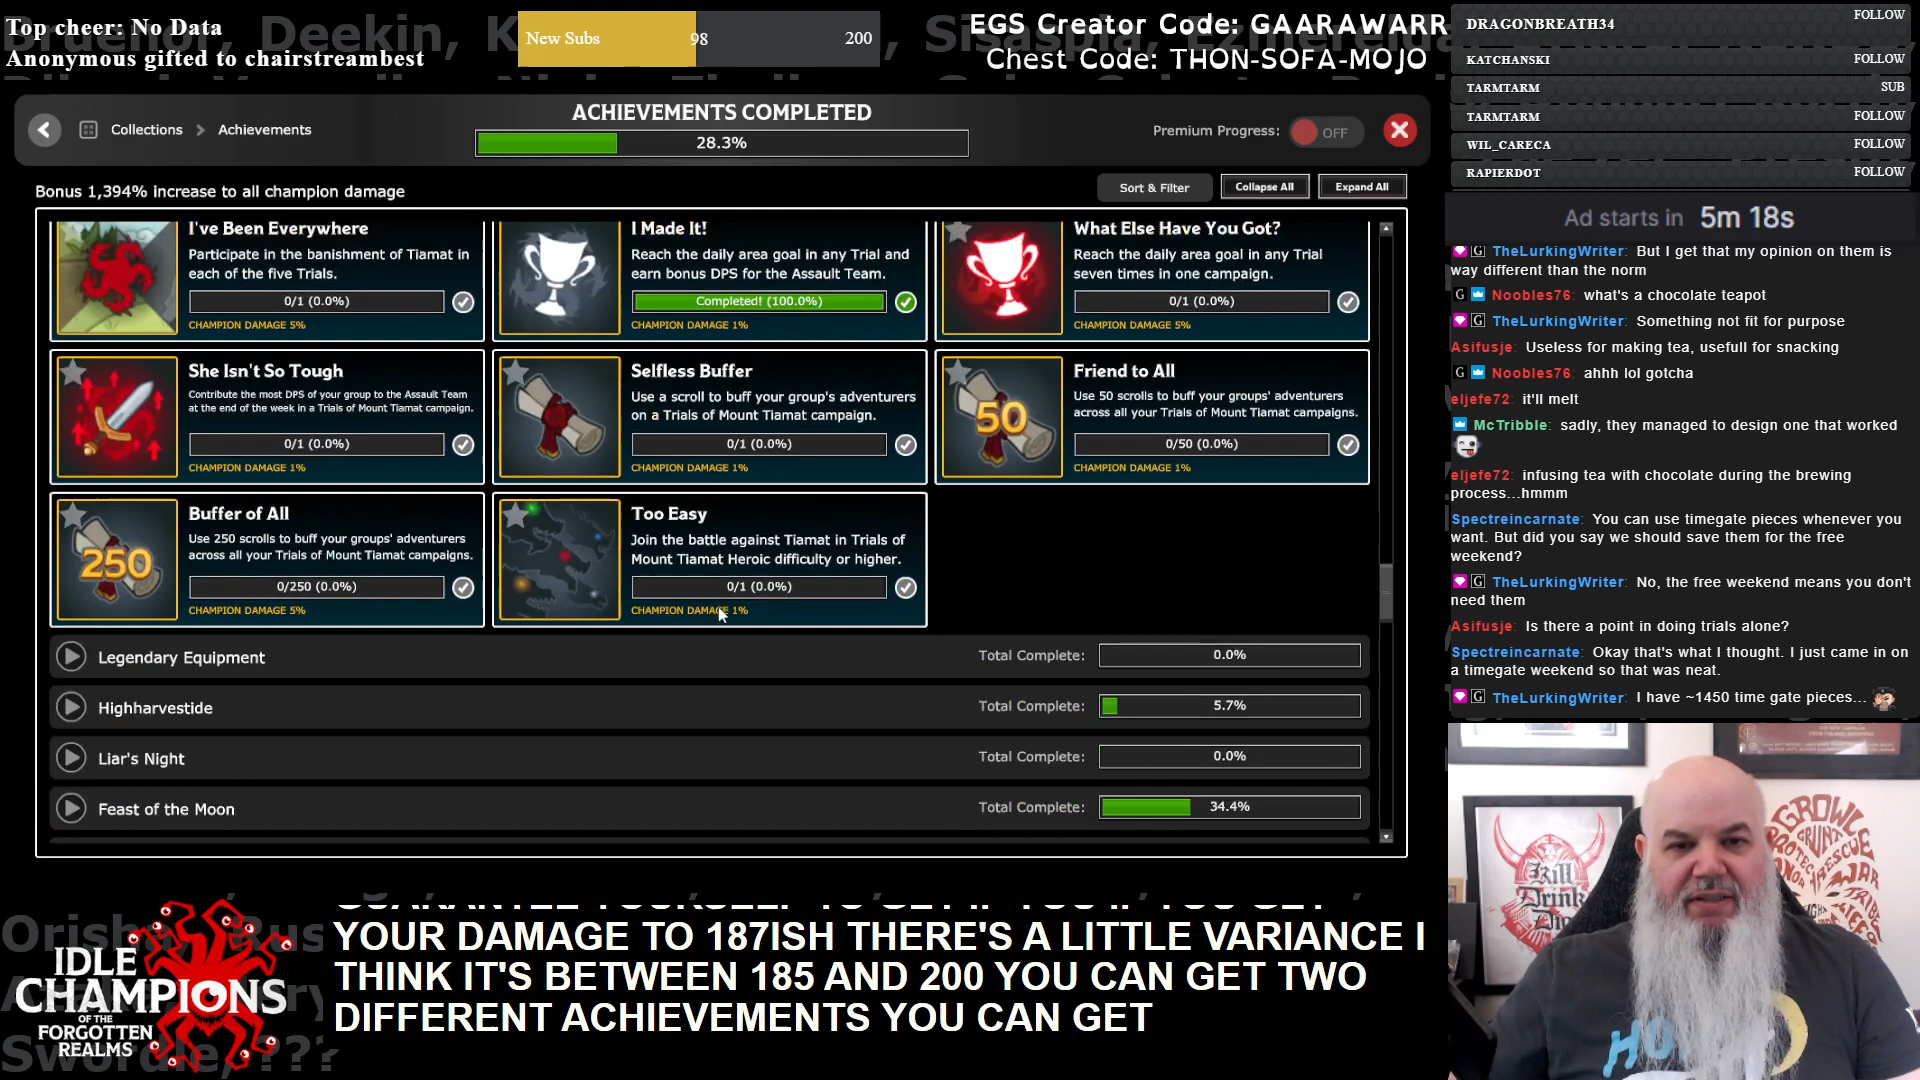 Top cheer: No Data
Anonymous gifted to chairstreambest
New Subs 98 200
EGS Creator Code: GAARAWARR
Chest Code: THON-SOFA-MOJO
Collections > Achievements
ACHIEVEMENTS COMPLETED
28.3%
Premium Progress: OFF
Bonus 1,394% increase to all champion damage
Sort & Filter
Collapse All
Expand All
I've Been Everywhere
Participate in the banishment of Tiamat in
each of the five Trials.
0/1 (0.0%)
CHAMPION DAMAGE 5%
I Made It!
Reach the daily area goal in any Trial and
earn bonus DPS for the Assault Team.
Completed! (100.0%)
CHAMPION DAMAGE 1%
What Else Have You Got?
Reach the daily area goal in any Trial
seven times in one campaign.
0/1 (0.0%)
CHAMPION DAMAGE 5%
She Isn't So Tough
Contribute the most DPS of your group to the Assault Team
at the end of the week in a Trials of Mount Tiamat campaign.
0/1 (0.0%)
CHAMPION DAMAGE 1%
Selfless Buffer
Use a scroll to buff your group's adventurers
on a Trials of Mount Tiamat campaign.
0/1 (0.0%)
CHAMPION DAMAGE 1%
50
Friend to All
Use 50 scrolls to buff your groups' adventurers
across all your Trials of Mount Tiamat campaigns.
0/50 (0.0%)
CHAMPION DAMAGE 1%
250
Buffer of All
Use 250 scrolls to buff your groups' adventurers
across all your Trials of Mount Tiamat campaigns.
0/250 (0.0%)
CHAMPION DAMAGE 5%
Too Easy
Join the battle against Tiamat in Trials of
Mount Tiamat Heroic difficulty or higher.
0/1 (0.0%)
CHAMPION DAMAGE 1%
Legendary Equipment Total Complete: 0.0%
Highharvestide Total Complete: 5.7%
Liar's Night Total Complete: 0.0%
Feast of the Moon Total Complete: 34.4%
IDLE
CHAMPIONS
OF THE
FORGOTTEN
REALMS
YOUR DAMAGE TO 187ISH THERE'S A LITTLE VARIANCE I
THINK IT'S BETWEEN 185 AND 200 YOU CAN GET TWO
DIFFERENT ACHIEVEMENTS YOU CAN GET
DRAGONBREATH34 FOLLOW
KATCHANSKI FOLLOW
TARMTARM SUB
TARMTARM FOLLOW
WIL_CARECA FOLLOW
RAPIERDOT FOLLOW
Ad starts in 5m 18s
TheLurkingWriter: But I get that my opinion on them is
way different than the norm
Noobles76: what's a chocolate teapot
TheLurkingWriter: Something not fit for purpose
Asifusje: Useless for making tea, usefull for snacking
Noobles76: ahhh lol gotcha
eljefe72: it'll melt
McTribble: sadly, they managed to design one that worked
eljefe72: infusing tea with chocolate during the brewing
process...hmmm
Spectreincarnate: You can use timegate pieces whenever you
want. But did you say we should save them for the free
weekend?
TheLurkingWriter: No, the free weekend means you don't
need them
Asifusje: Is there a point in doing trials alone?
Spectreincarnate: Okay that's what I thought. I just came in on
a timegate weekend so that was neat.
TheLurkingWriter: I have ~1450 time gate pieces...
Kill
Drink